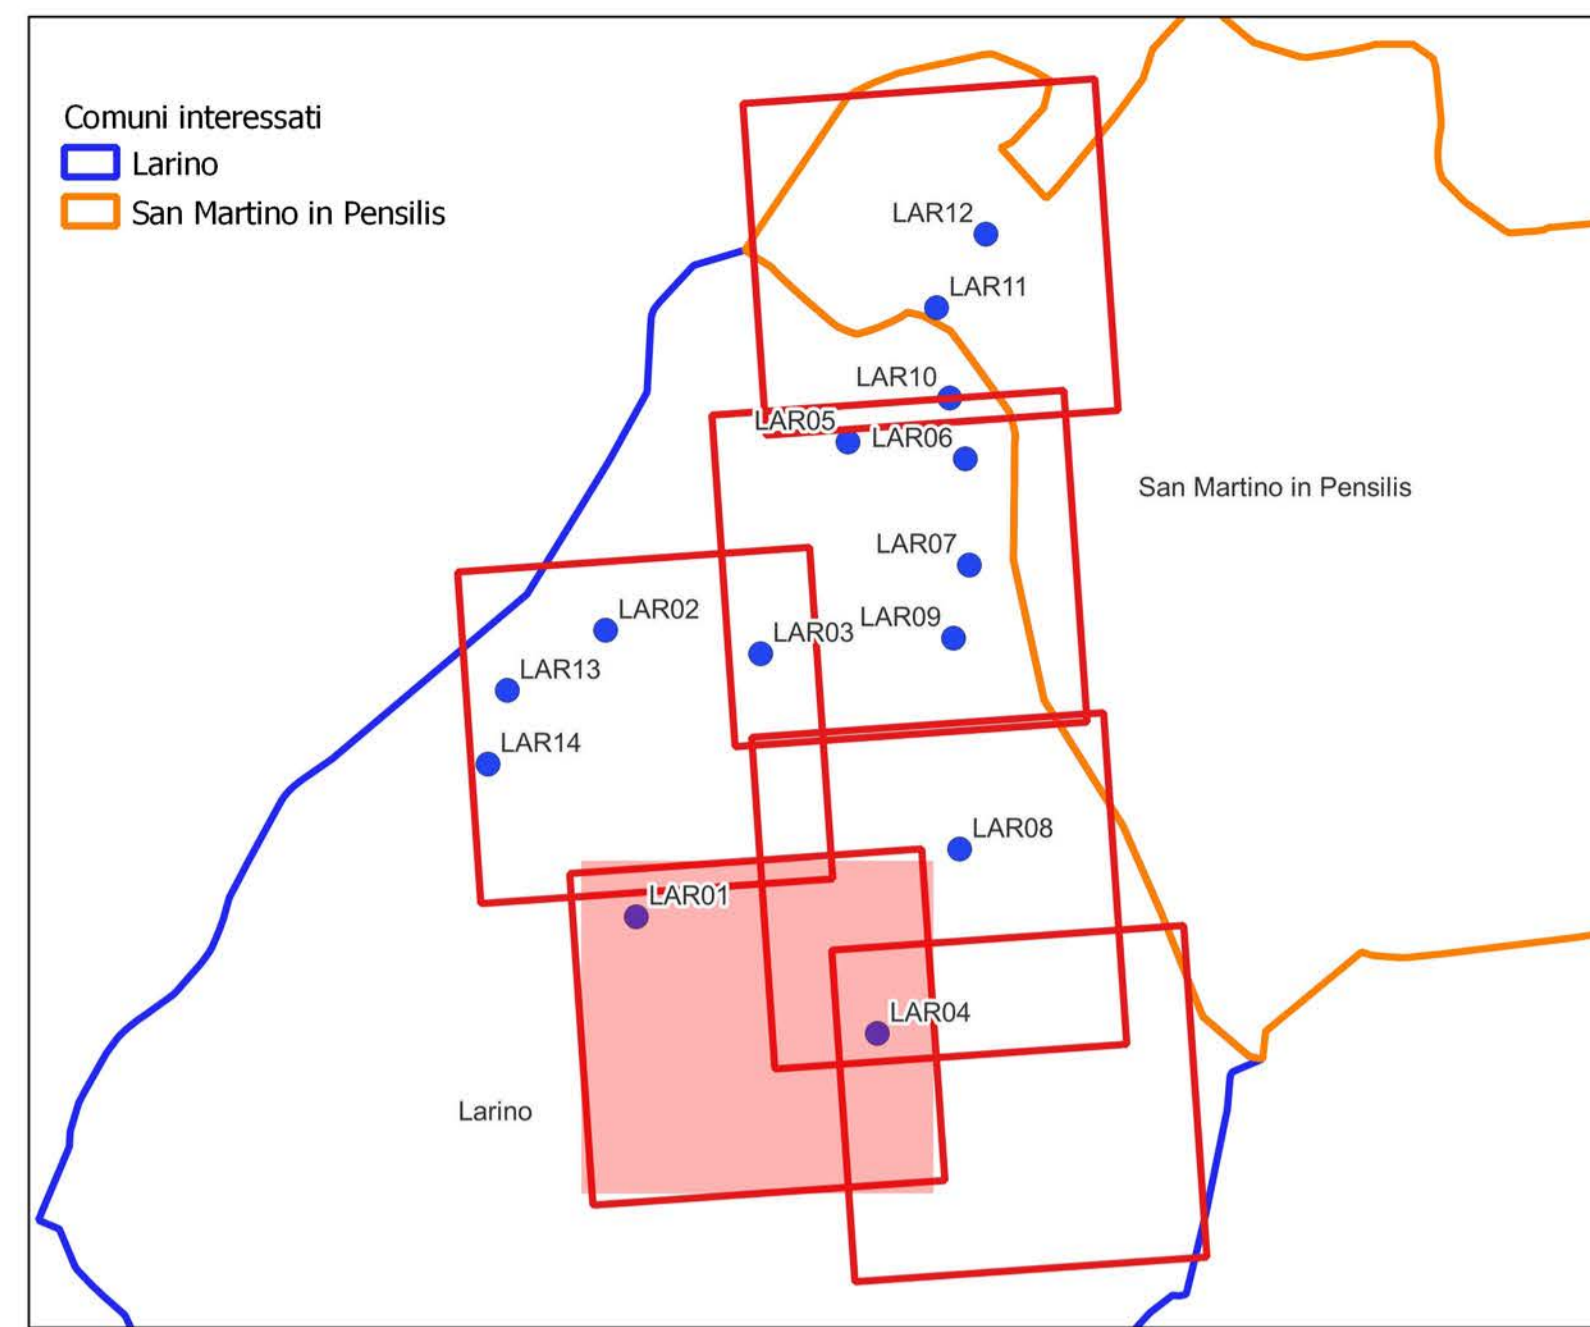 Comuni interessati
Larino
San Martino in Pensilis
LAR12
LAR11
LAR10
LAR05
LAR06
San Martino in Pensilis
LAR07
LAR02
LAR09
LAR03
LAR13
LAR14
LAR08
LAR01
LAR04
Larino